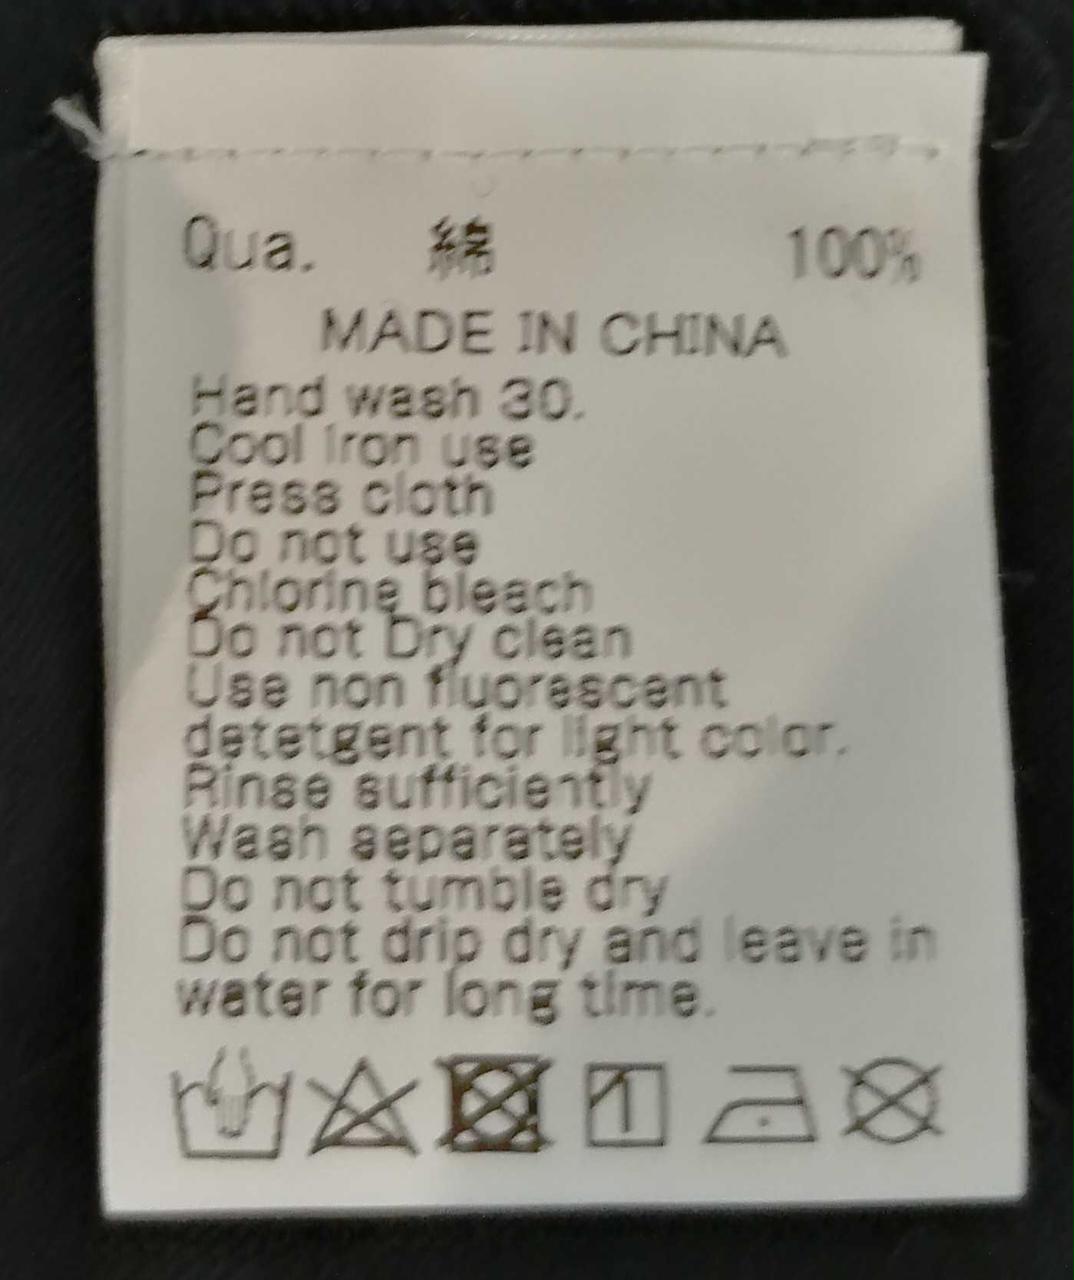 Qua. 綿 100%
MADE IN CHINA
Hand wash 30.
Cool Iron use
Press cloth
Do not use
Chlorine bleach
Do not Dry clean
Use non fluorescent
detetgent for light color.
Rinse sufficiently
Wash separately
Do not tumble dry
Do not drip dry and leave in
water for long time.